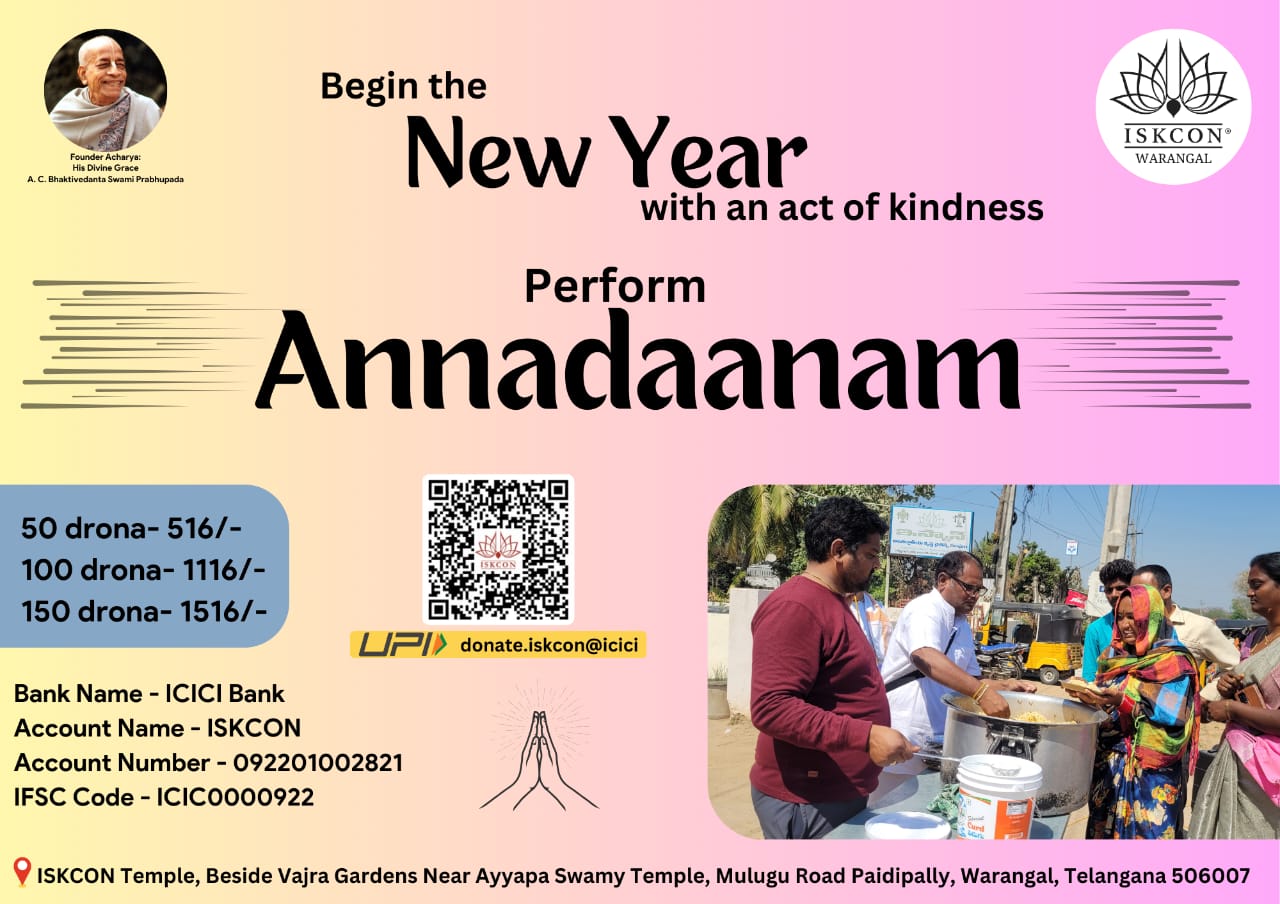 Founder Acharya:
His Divine Grace
A. C. Bhaktivedanta Swami Prabhupada
Begin the
New Year
with an act of kindness
ISKCON®
WARANGAL
Perform
Annadaanam
50 drona- 516/-
100 drona- 1116/-
150 drona- 1516/-
ISKCON
UPI donate.iskcon@icici
Bank Name - ICICI Bank
Account Name - ISKCON
Account Number - 092201002821
IFSC Code - ICIC0000922
Curd
ISKCON Temple, Beside Vajra Gardens Near Ayyapa Swamy Temple, Mulugu Road Paidipally, Warangal, Telangana 506007